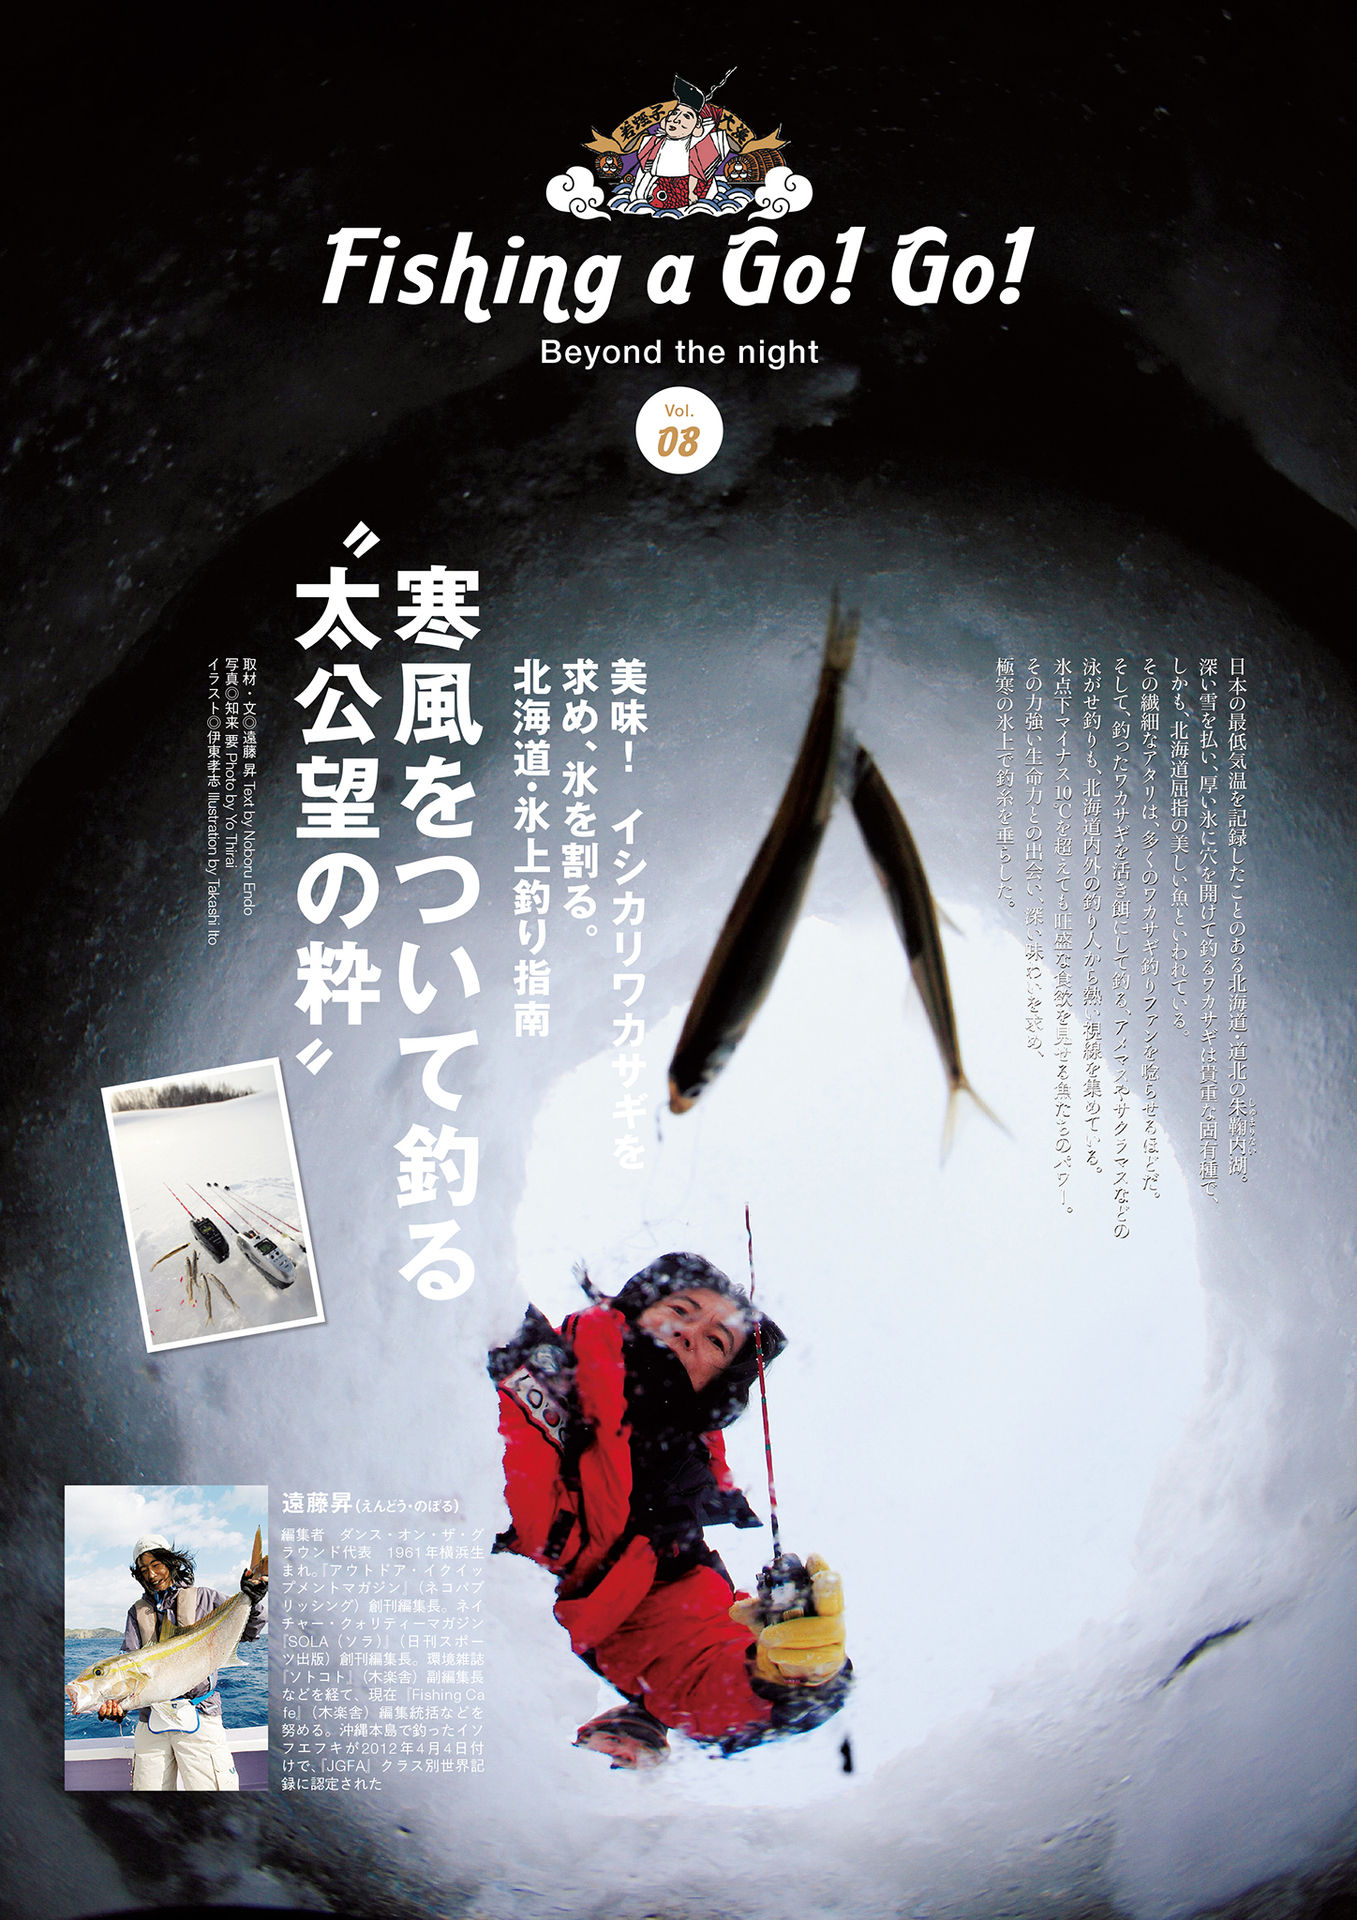 若燈子
大漁
Fishing a Go! Go!
Beyond the night
Vol.
08
日本の最低気温を記録したことのある北海道・道北の朱鞠内湖。
しゅまりない
深い雪を払い、厚い氷に穴を開けて釣るワカサギは貴重な固有種で、
しかも、北海道屈指の美しい魚といわれている。
その繊細なアタリは、多くのワカサギ釣りファンを唸らせるほどだ。
そして、釣ったワカサギを活き餌にして釣る、アメマスやサクラマスなどの
泳がせ釣りも、北海道内外の釣り人から熱い視線を集めている。
氷点下マイナス10℃を超えても旺盛な食欲を見せる魚たちのパワー。
その力強い生命力との出会い、深い味わいを求め、
極寒の氷上で釣糸を垂らした。
美味！ イシカリワカサギを
求め、氷を割る。
北海道・氷上釣り指南
寒風をついて釣る
〝太公望の粋〟
取材・文◎遠藤 昇 Text by Noboru Endo
写真◎知来 要 Photo by Yo Thirai
イラスト◎伊東孝志 Illustration by Takashi Ito
遠藤昇（えんどう・のぼる）
編集者 ダンス・オン・ザ・グ
ラウンド代表 1961年横浜生
まれ。『アウトドア・イクイッ
プメントマガジン』（ネコパブ
リッシング）創刊編集長。ネイ
チャー・クォリティーマガジン
『SOLA（ソラ）』（日刊スポー
ツ出版）創刊編集長。環境雑誌
『ソトコト』（木楽舎）副編集長
などを経て、現在『Fishing Ca
fe』（木楽舎）編集統括などを
努める。沖縄本島で釣ったイソ
フエフキが2012年4月4日付
けで、『JGFA』クラス別世界記
録に認定された